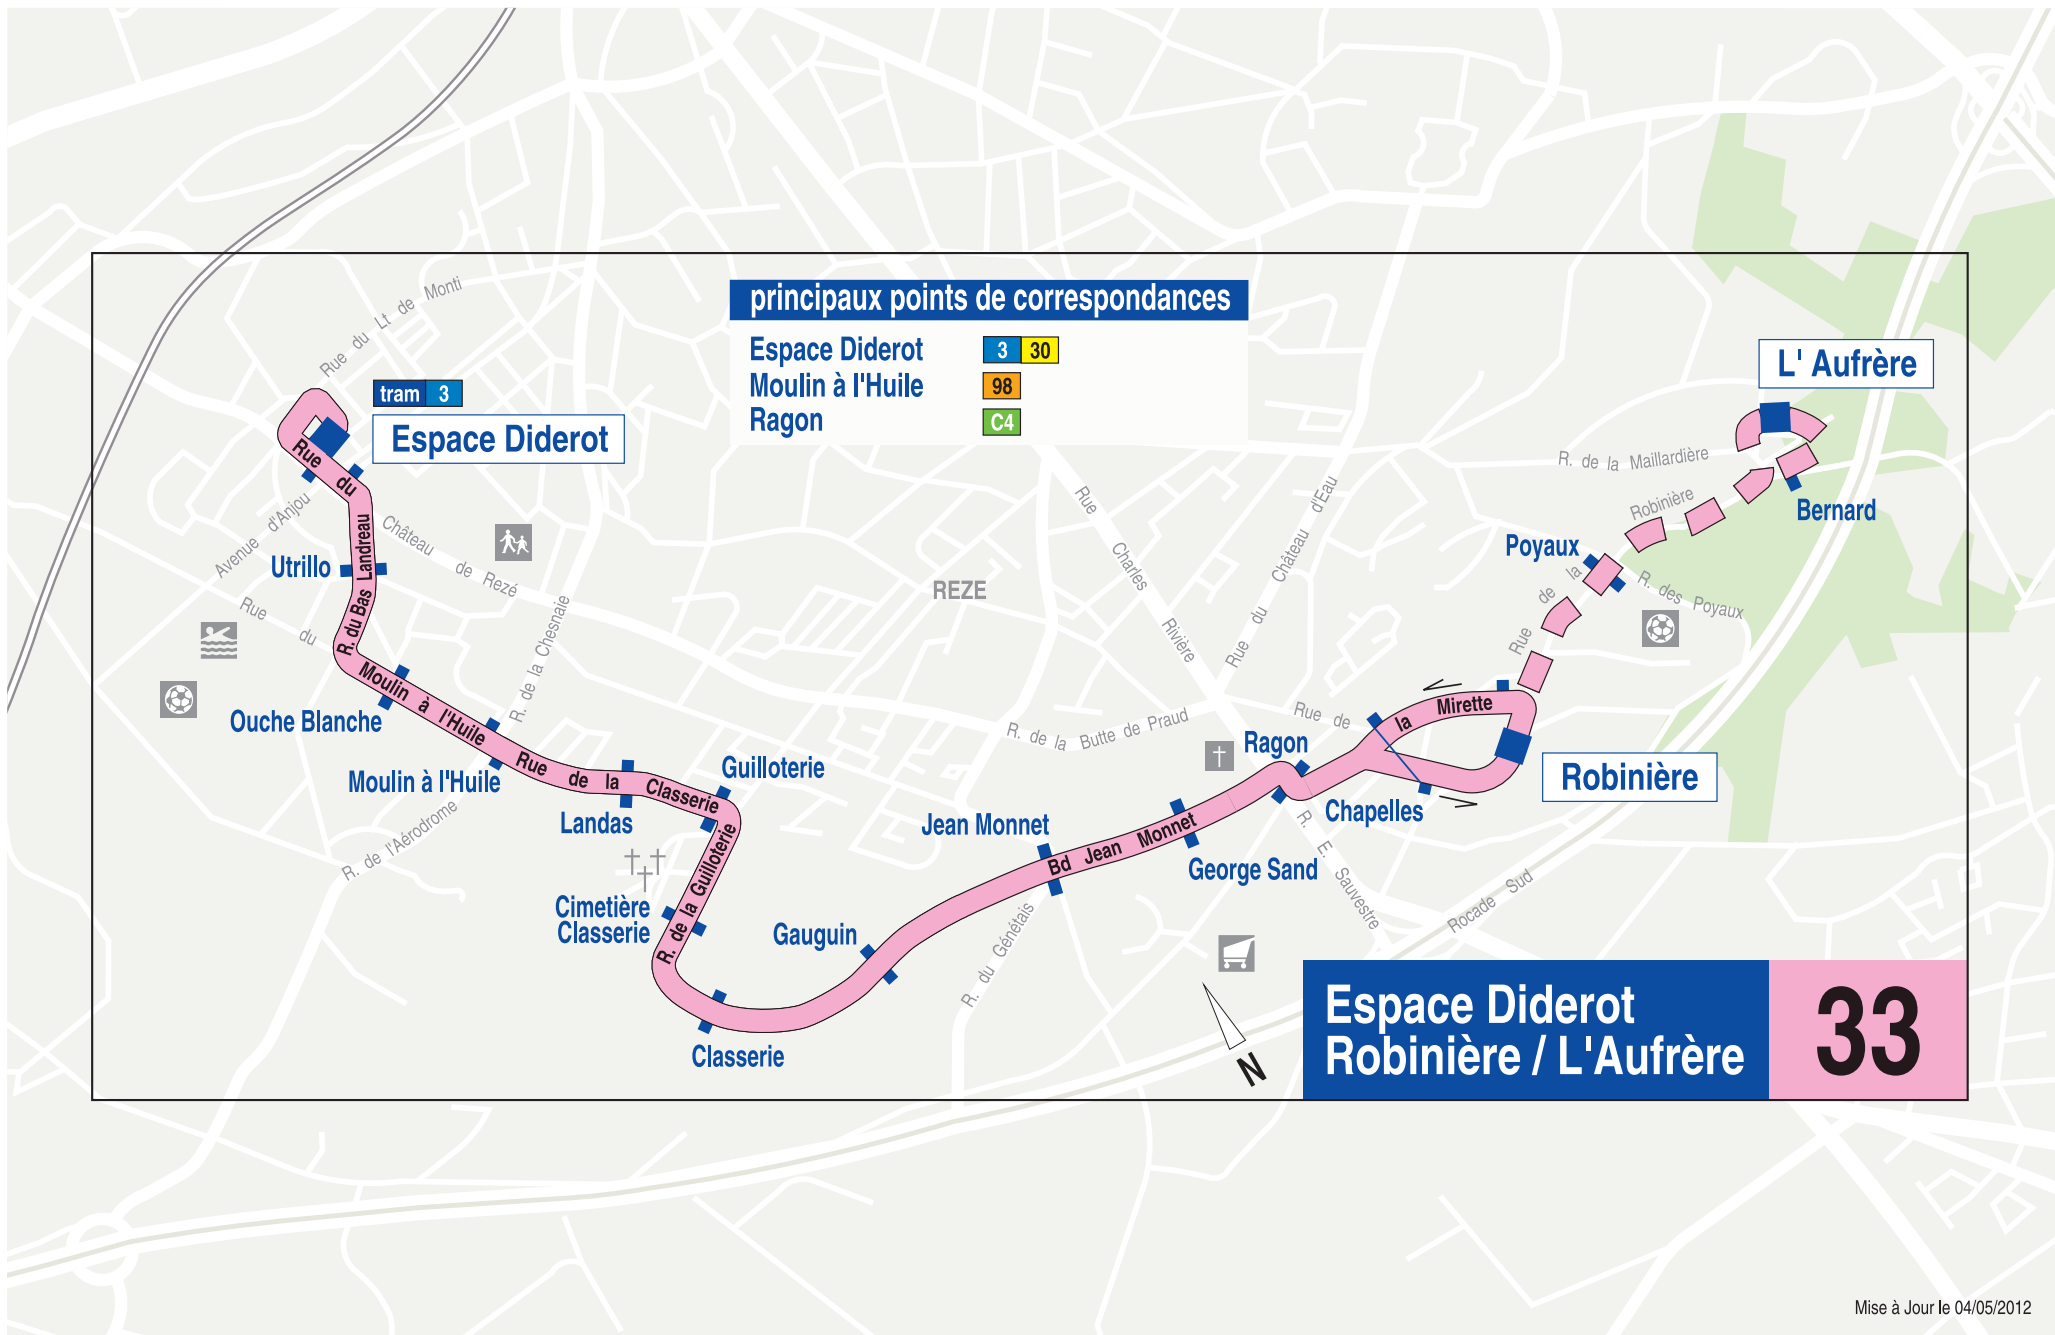 principaux points de correspondances
Espace Diderot 3 30
Moulin à l'Huile 98
Ragon C4
Rue du Lt de Monti
tram 3
Espace Diderot
L' Aufrère
Rue du
Avenue d'Anjou
Château de Rezé
R. du Bas Landreau
Utrillo
Rue du
Moulin à l'Huile
Ouche Blanche
Moulin à l'Huile
R. de la Chesnaie
R. de l'Aérodrome
Rue de la Classerie
Landas
Guilloterie
R. de la Guilloterie
Cimetière
Classerie
Classerie
Gauguin
REZE
Rue Charles Rivière
Rue du Château d'Eau
R. de la Butte de Praud
Jean Monnet
Bd Jean Monnet
R. du Génétais
George Sand
Ragon
R. E. Sauvestre
Rue de la Mirette
Chapelles
Robinière
Rue de la Robinière
Poyaux
R. des Poyaux
R. de la Maillardière
Bernard
Rocade Sud
N
Espace Diderot
Robinière / L'Aufrère
33
Mise à Jour le 04/05/2012